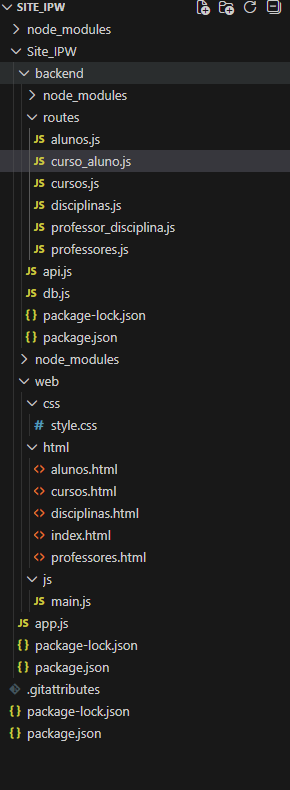 SITE_IPW
node_modules
Site_IPW
backend
node_modules
routes
JS alunos.js
JS curso_aluno.js
JS cursos.js
JS disciplinas.js
JS professor_disciplina.js
JS professores.js
JS api.js
JS db.js
{} package-lock.json
{} package.json
node_modules
web
css
# style.css
html
<> alunos.html
<> cursos.html
<> disciplinas.html
<> index.html
<> professores.html
js
JS main.js
JS app.js
{} package-lock.json
{} package.json
.gitattributes
{} package-lock.json
{} package.json